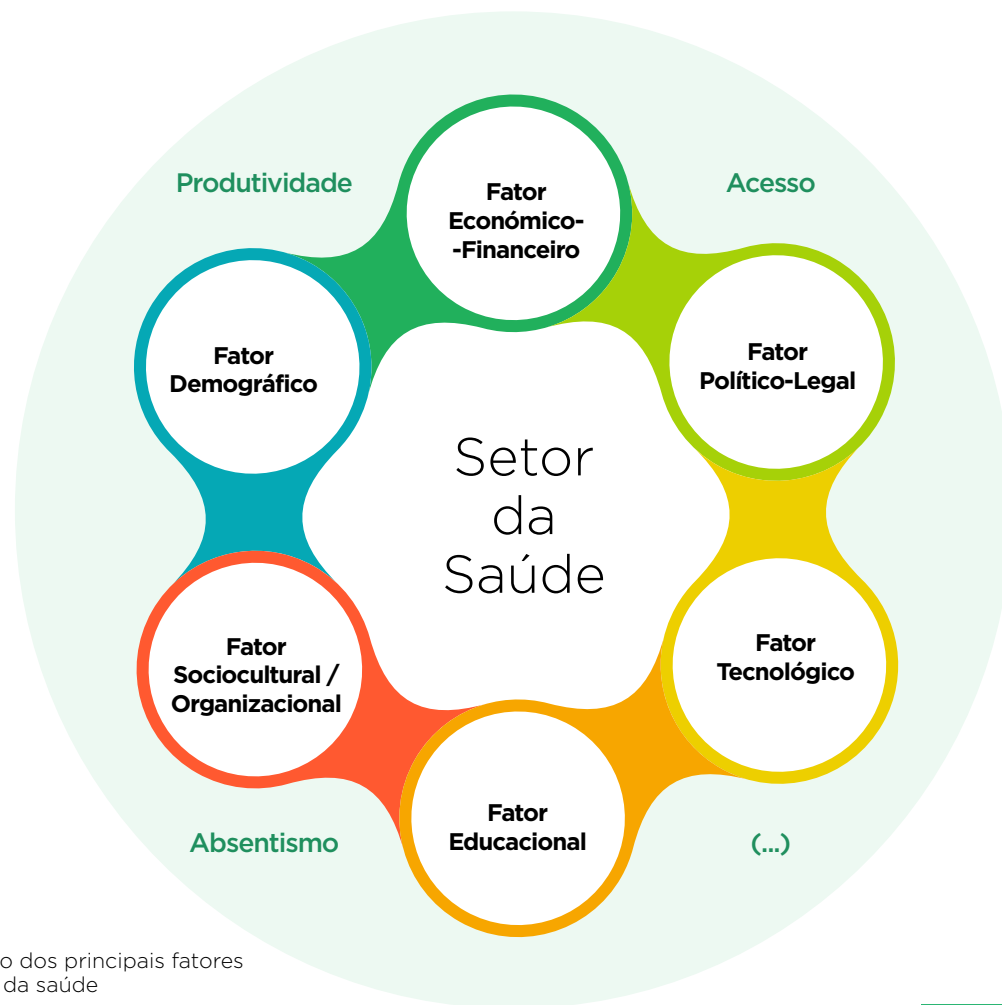 Produtividade
Acesso
Fator
Económico-
-Financeiro
Fator
Demográfico
Fator
Político-Legal
Setor
da
Saúde
Fator
Sociocultural /
Organizacional
Fator
Tecnológico
Fator
Educacional
Absentismo
(...)
o dos principais fatores
da saúde